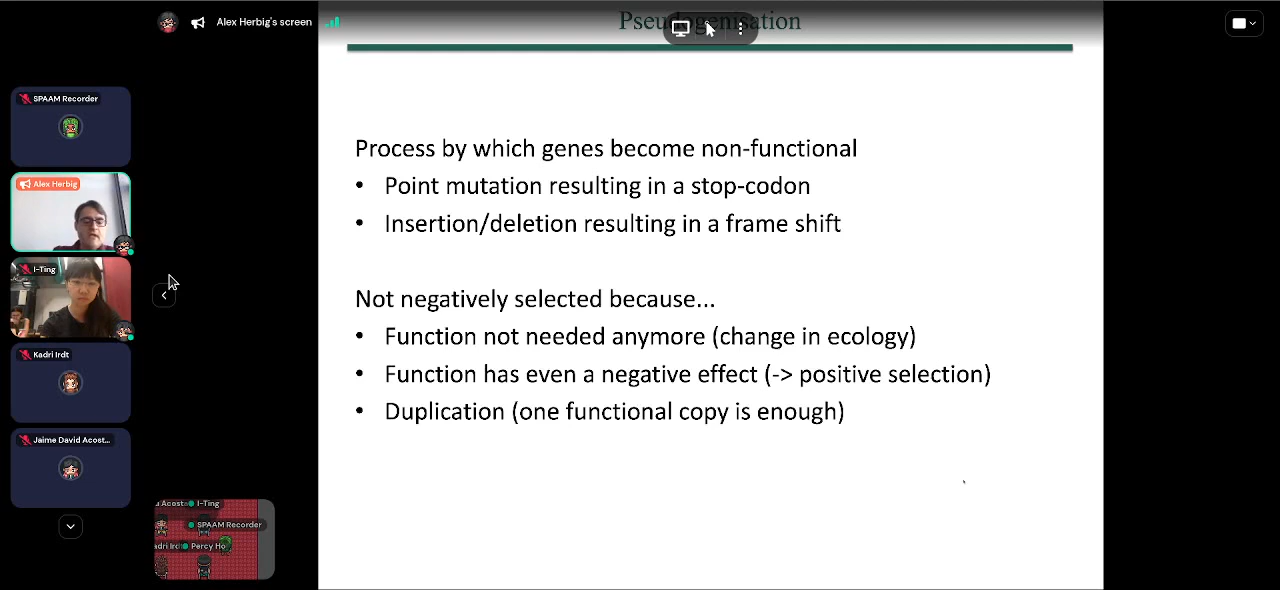 Alex Herbig's screen
Pseudogenisation
SPAAM Recorder
Alex Herbig
I-Ting
Kadri Irdt
Jaime David Acost...
Process by which genes become non-functional
• Point mutation resulting in a stop-codon
• Insertion/deletion resulting in a frame shift
Not negatively selected because...
• Function not needed anymore (change in ecology)
• Function has even a negative effect (-> positive selection)
• Duplication (one functional copy is enough)
Acost
I-Ting
SPAAM Recorder
Percy Ho